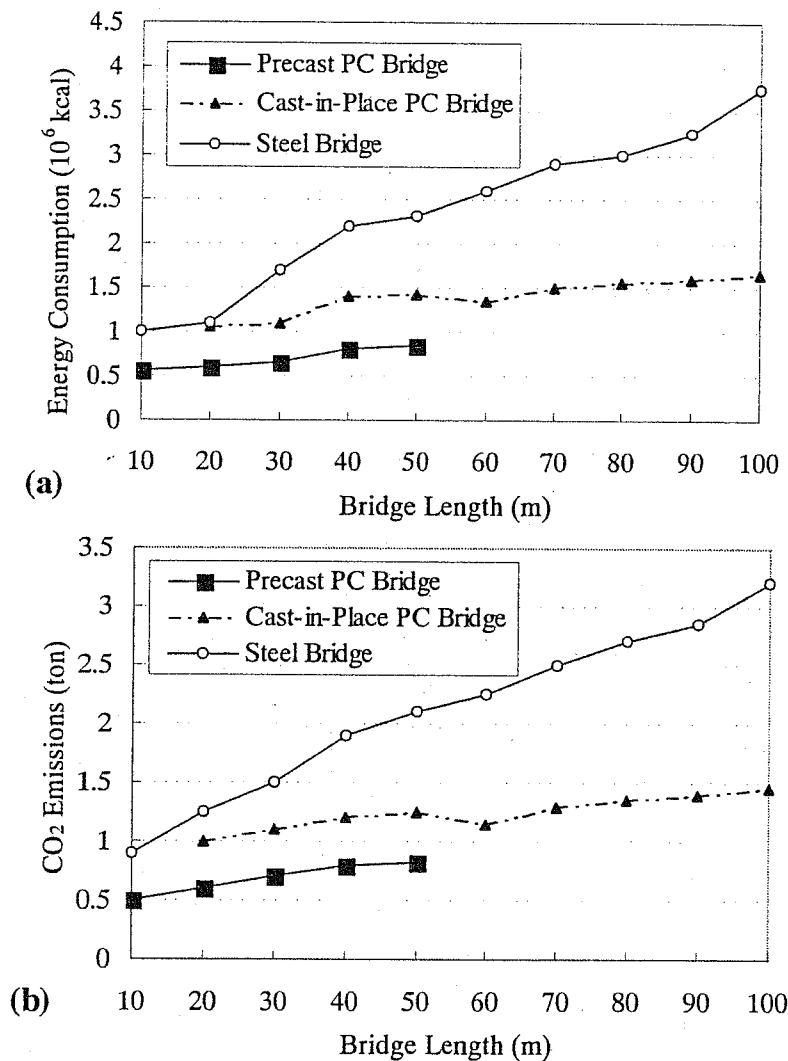 4.5
4
3.5
3
2.5
2
1.5
1
0.5
0
Energy Consumption (10⁶ kcal)
Precast PC Bridge
Cast-in-Place PC Bridge
Steel Bridge
10 20 30 40 50 60 70 80 90 100
(a)
Bridge Length (m)
3.5
3
2.5
2
1.5
1
0.5
0
CO₂ Emissions (ton)
Precast PC Bridge
Cast-in-Place PC Bridge
Steel Bridge
10 20 30 40 50 60 70 80 90 100
(b)
Bridge Length (m)